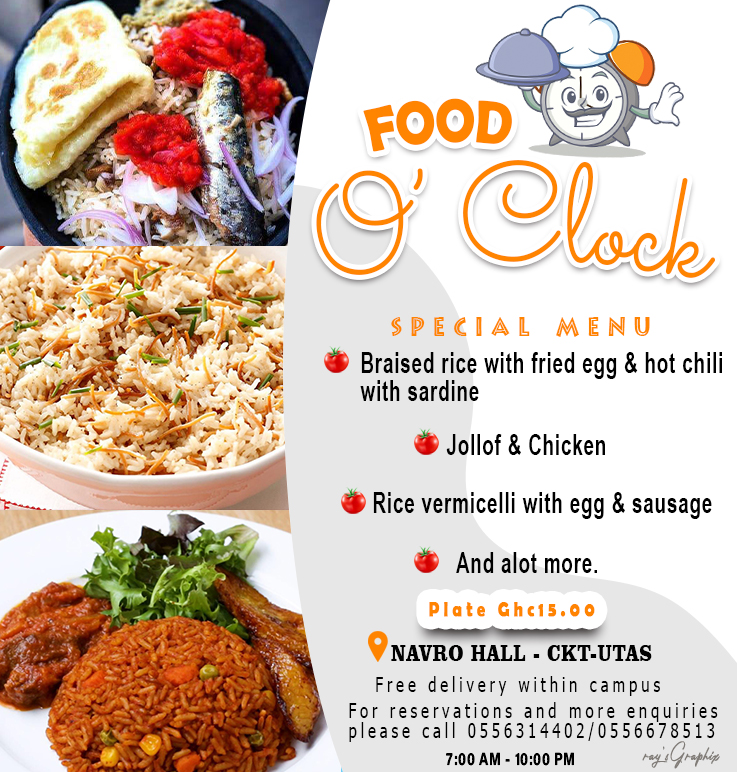 FOOD
O' Clock
SPECIAL MENU
Braised rice with fried egg & hot chili
with sardine
Jollof & Chicken
Rice vermicelli with egg & sausage
And alot more.
Plate Ghc15.00
NAVRO HALL - CKT-UTAS
Free delivery within campus
For reservations and more enquiries
please call 0556314402/0556678513
7:00 AM - 10:00 PM
ray'sGraphix